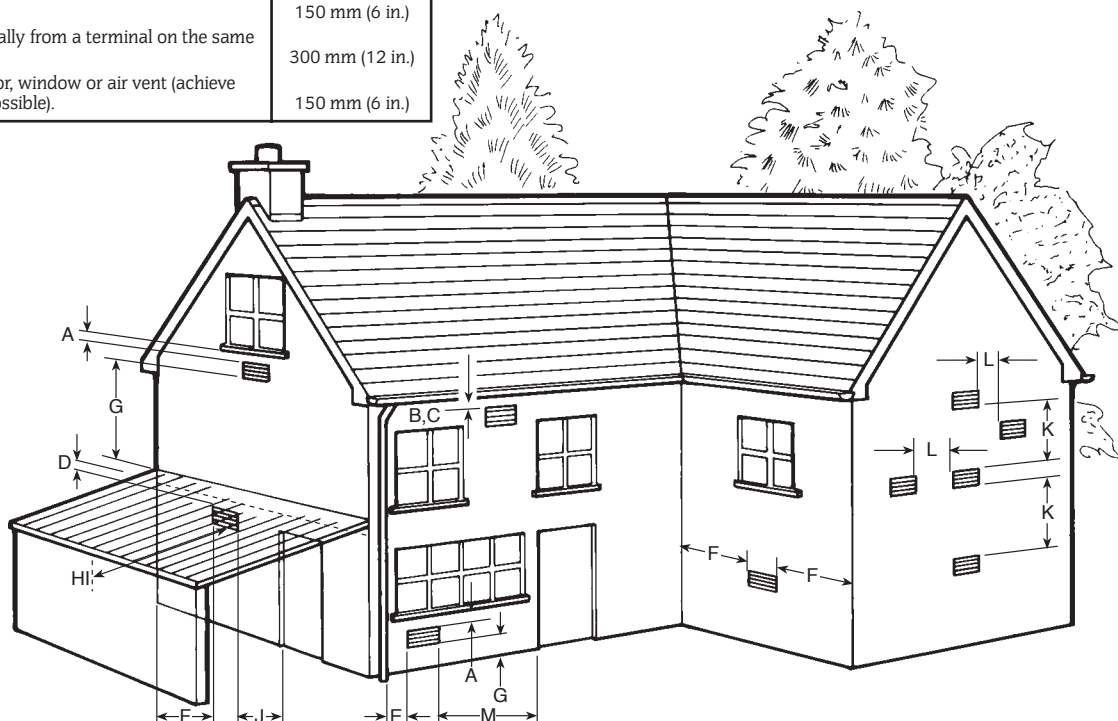 150 mm (6 in.)
ally from a terminal on the same
300 mm (12 in.)
or, window or air vent (achieve
ossible).
150 mm (6 in.)
A
G
D
HI
B,C
L
K
L
K
F
F
A
G
F
J
E
M